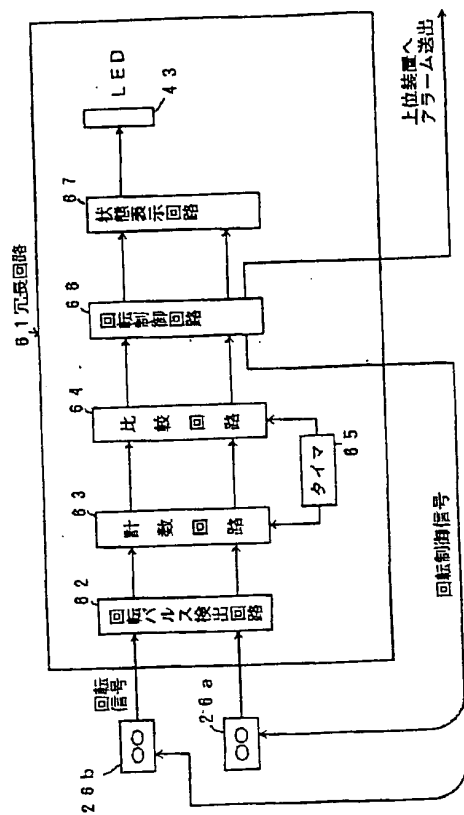 61冗長回路
26b
回転
信号
26a
62
回転パルス検出回路
63
計数回路
64
比較回路
タイマ
65
66
回転制御回路
67
状態表示回路
LED
43
回転制御信号
上位装置へ
アラーム送出